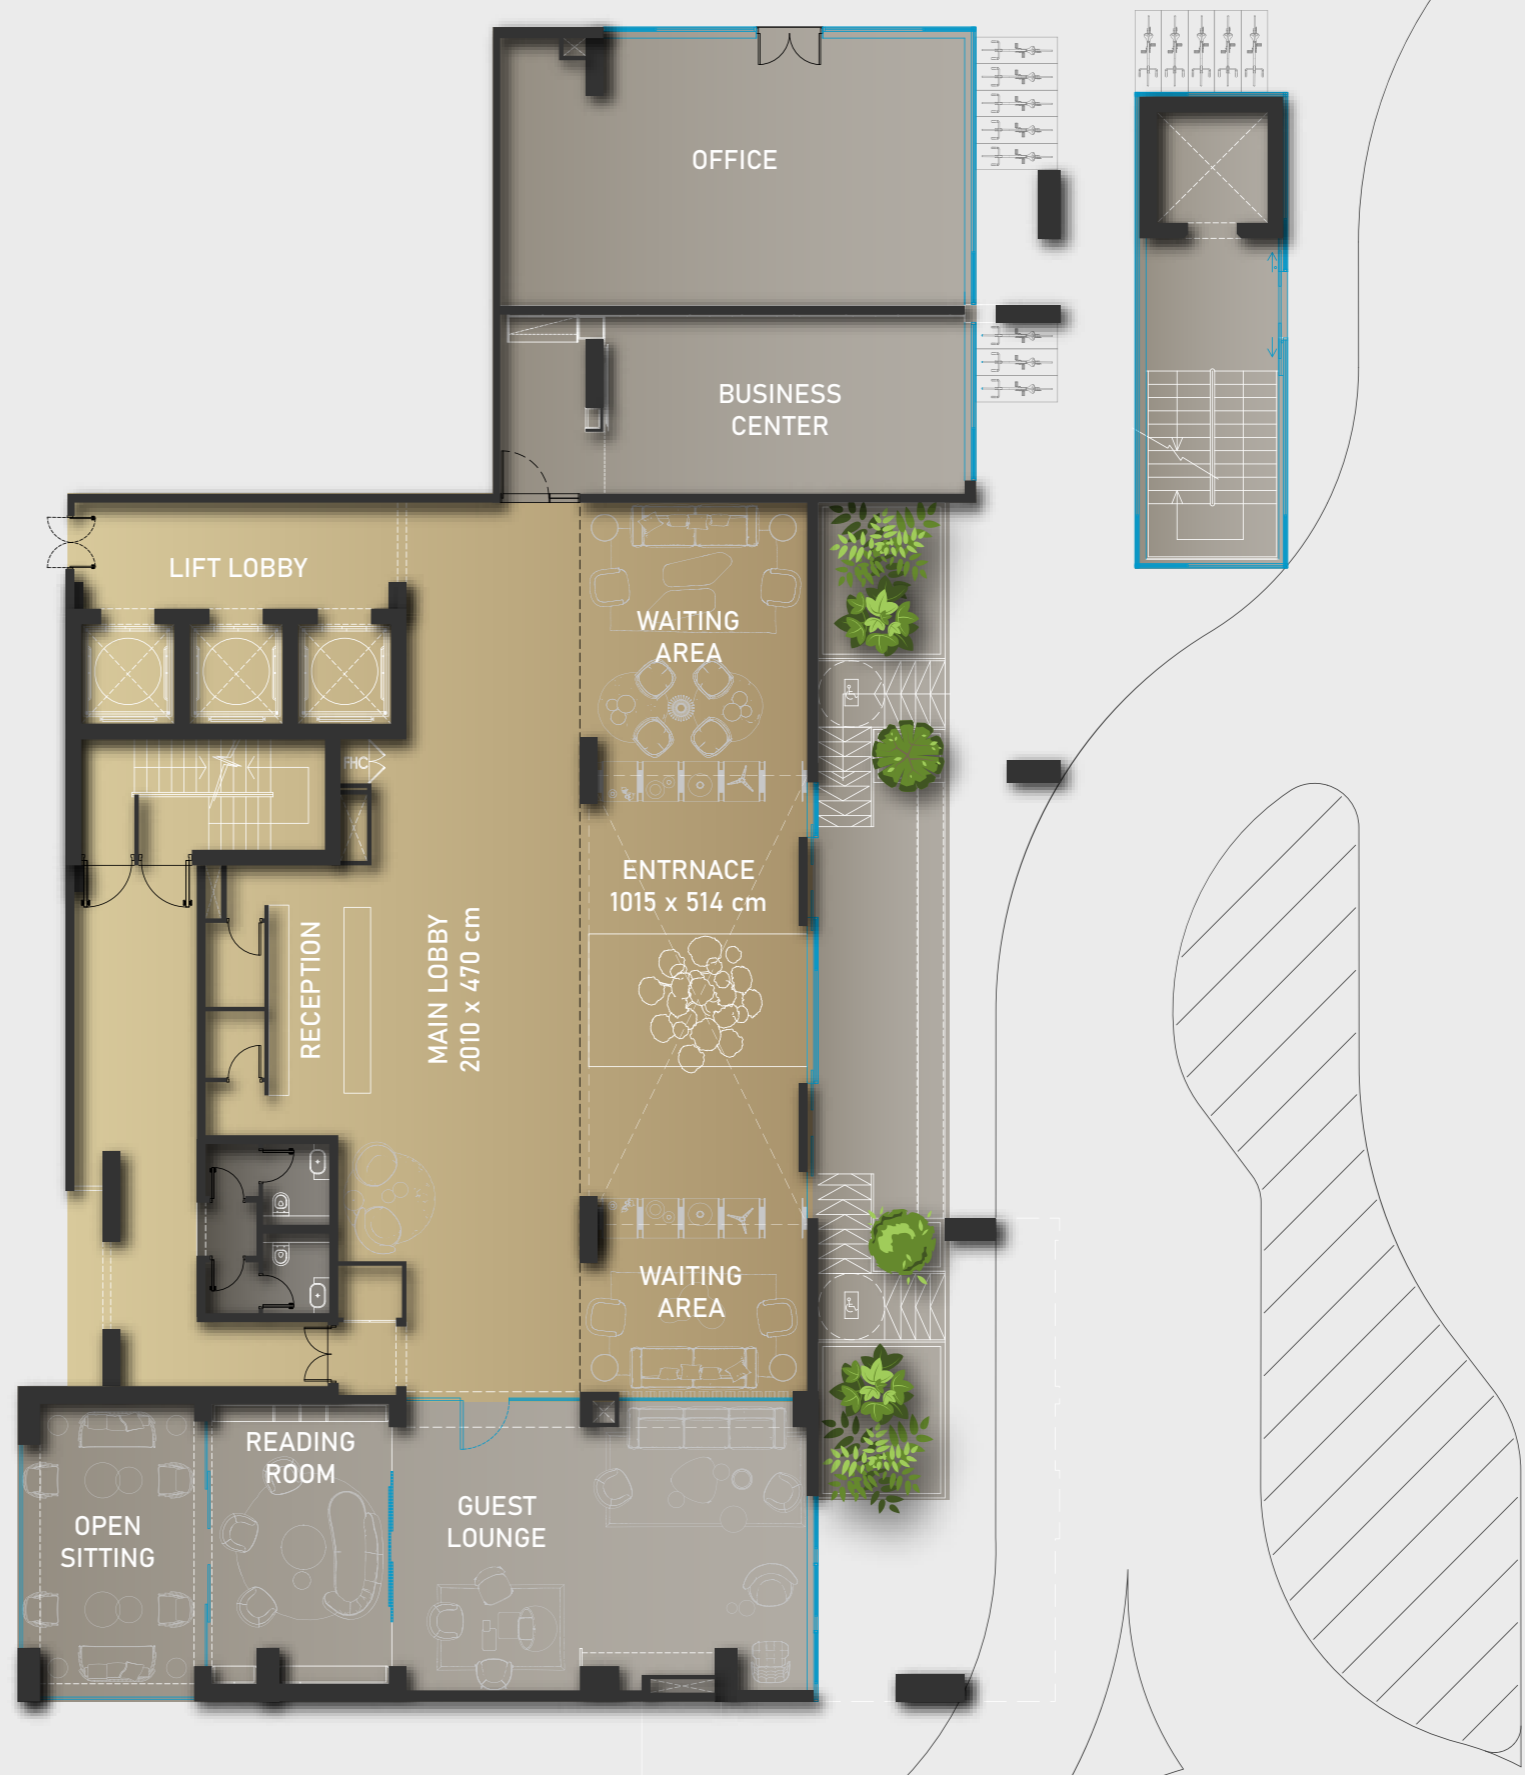 OFFICE
BUSINESS
CENTER
LIFT LOBBY
WAITING
AREA
FHC
ENTRNACE
1015 x 514 cm
RECEPTION
MAIN LOBBY
2010 x 470 cm
WAITING
AREA
READING
ROOM
GUEST
LOUNGE
OPEN
SITTING